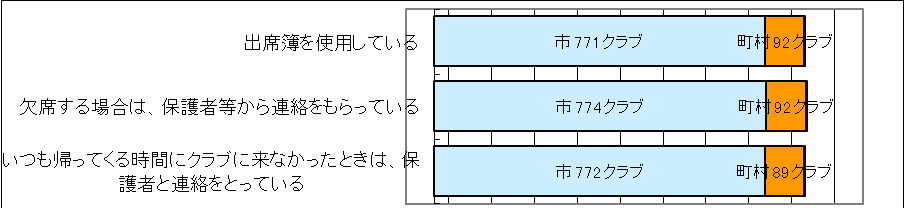 出席簿を使用している
市771クラブ
町村92クラブ
欠席する場合は、保護者等から連絡をもらっている
市774クラブ
町村92クラブ
いつも帰ってくる時間にクラブに来なかったときは、保
護者と連絡をとっている
市772クラブ
町村89クラブ